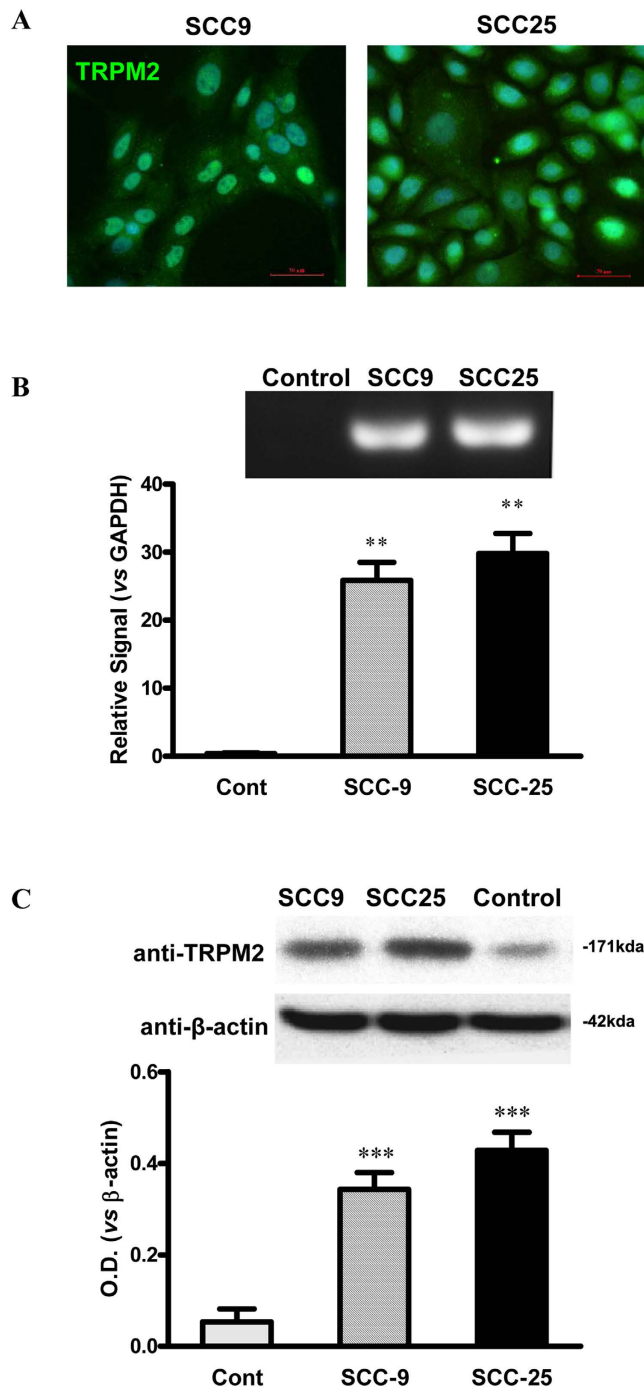 A
SCC9 SCC25
TRPM2
B
Control SCC9 SCC25
40
30
20
10
0
Relative Signal (vs GAPDH)
**
**
Cont SCC-9 SCC-25
C
SCC9 SCC25 Control
anti-TRPM2 -171kda
anti-β-actin -42kda
0.6
0.4
0.2
0.0
O.D. (vs β-actin)
***
***
Cont SCC-9 SCC-25